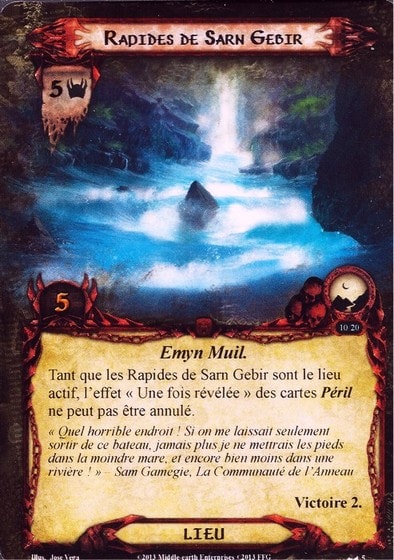 Rapides de Sarn Gebir
5
5
10 20
Emyn Muil.
Tant que les Rapides de Sarn Gebir sont le lieu
actif, l'effet « Une fois révélée » des cartes Péril
ne peut pas être annulé.
« Quel horrible endroit ! Si on me laissait seulement
sortir de ce bateau, jamais plus je ne mettrais les pieds
dans la moindre mare, et encore bien moins dans une
rivière ! » – Sam Gamegie, La Communauté de l'Anneau
Victoire 2.
LIEU
Illus. Jose Vega ©2013 Middle-earth Enterprises ©2013 FFG